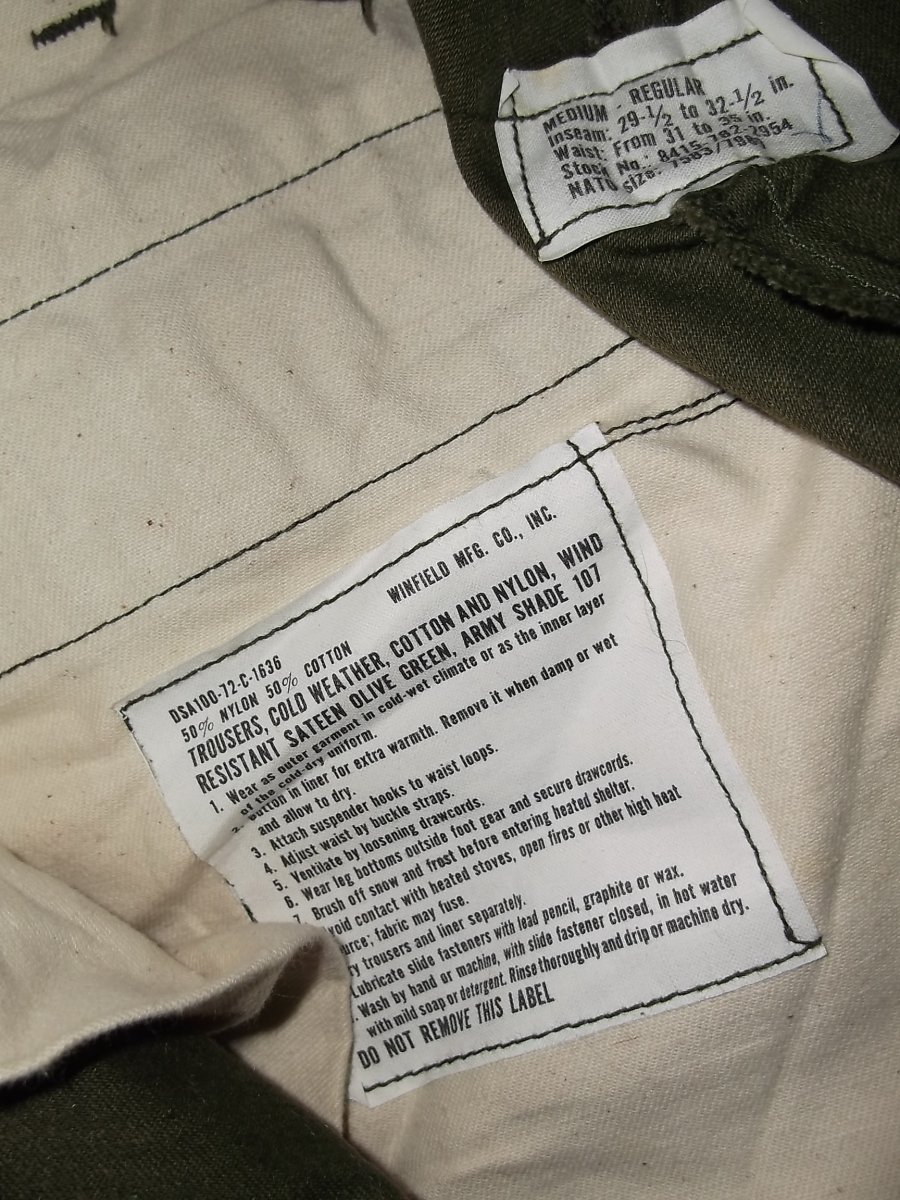 MEDIUM - REGULAR
Inseam: 29-1/2 to 32-1/2 in.
Waist: From 31 to 35 in.
Stock No.: 8415-782-2954
NATO Size:
DSA100-72-C-1636
WINFIELD MFG. CO., INC.
50% NYLON 50% COTTON
TROUSERS, COLD WEATHER, COTTON AND NYLON, WIND
RESISTANT SATEEN OLIVE GREEN, ARMY SHADE 107
1. Wear as outer garment in cold-wet climate or as the inner layer
of the cold-dry uniform.
2. Button in liner for extra warmth. Remove it when damp or wet
and allow to dry.
3. Attach suspender hooks to waist loops.
4. Adjust waist by buckle straps.
5. Ventilate by loosening drawcords.
6. Wear leg bottoms outside foot gear and secure drawcords.
7. Brush off snow and frost before entering heated shelter.
void contact with heated stoves, open fires or other high heat
urce; fabric may fuse.
ry trousers and liner separately.
Lubricate slide fasteners with lead pencil, graphite or wax.
. Wash by hand or machine, with slide fastener closed, in hot water
with mild soap or detergent. Rinse thoroughly and drip or machine dry.
DO NOT REMOVE THIS LABEL